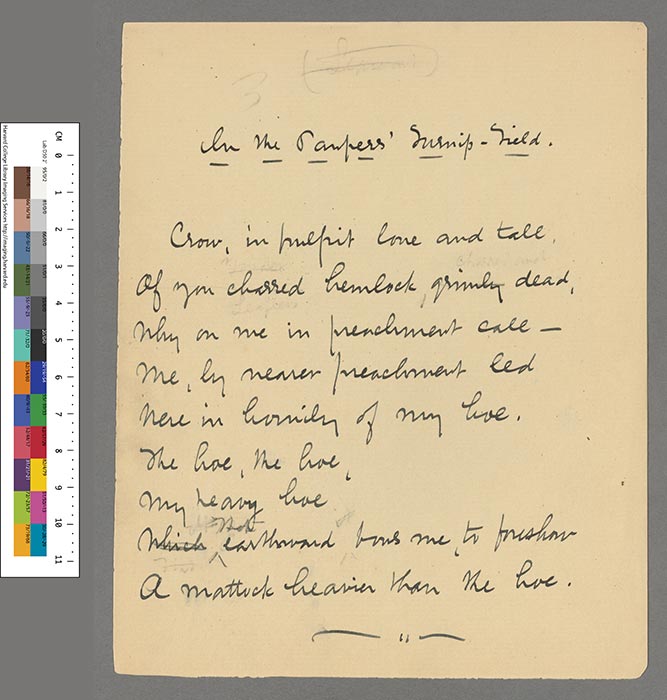 3
In the Paupers' Turnip-Field.
Crow, in pulpit lone and tall,
Of yon charred hemlock, grimly dead,
Why on me in preachment call —
Me, by nearer preachment led
Here in homily of my hoe.
The hoe, the hoe,
My heavy hoe
That
Which earthward bows me, to foreshow
A mattock heavier than the hoe.
CM 0 1 2 3 4 5 6 7 8 9 10 11
Harvard College Library Imaging Services http://imaging.harvard.edu